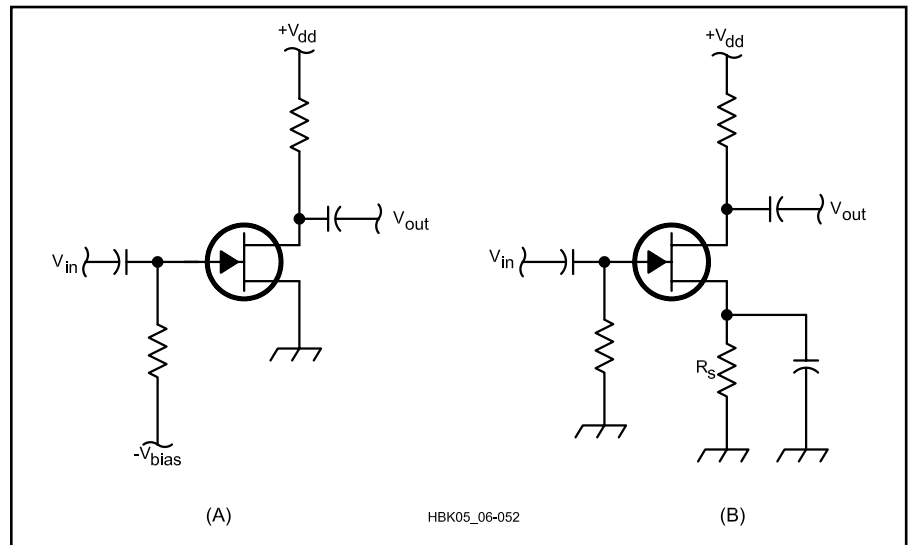 +Vdd
Vin
Vout
-Vbias
(A)
+Vdd
Vin
Vout
Rs
(B)
HBK05_06-052